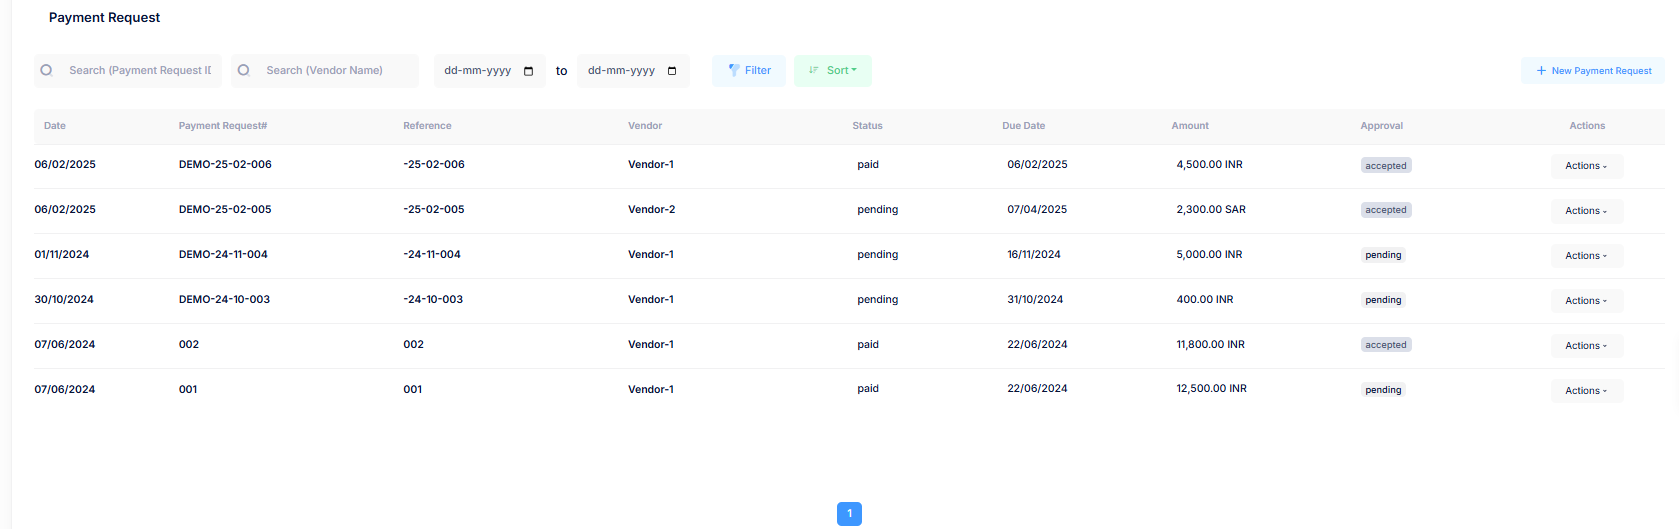 Payment Request
Search (Payment Request I
Search (Vendor Name)
dd-mm-yyyy to dd-mm-yyyy
Filter
Sort
+ New Payment Request
Date Payment Request# Reference Vendor Status Due Date Amount Approval Actions
06/02/2025 DEMO-25-02-006 -25-02-006 Vendor-1 paid 06/02/2025 4,500.00 INR accepted Actions
06/02/2025 DEMO-25-02-005 -25-02-005 Vendor-2 pending 07/04/2025 2,300.00 SAR accepted Actions
01/11/2024 DEMO-24-11-004 -24-11-004 Vendor-1 pending 16/11/2024 5,000.00 INR pending Actions
30/10/2024 DEMO-24-10-003 -24-10-003 Vendor-1 pending 31/10/2024 400.00 INR pending Actions
07/06/2024 002 002 Vendor-1 paid 22/06/2024 11,800.00 INR accepted Actions
07/06/2024 001 001 Vendor-1 paid 22/06/2024 12,500.00 INR pending Actions
1